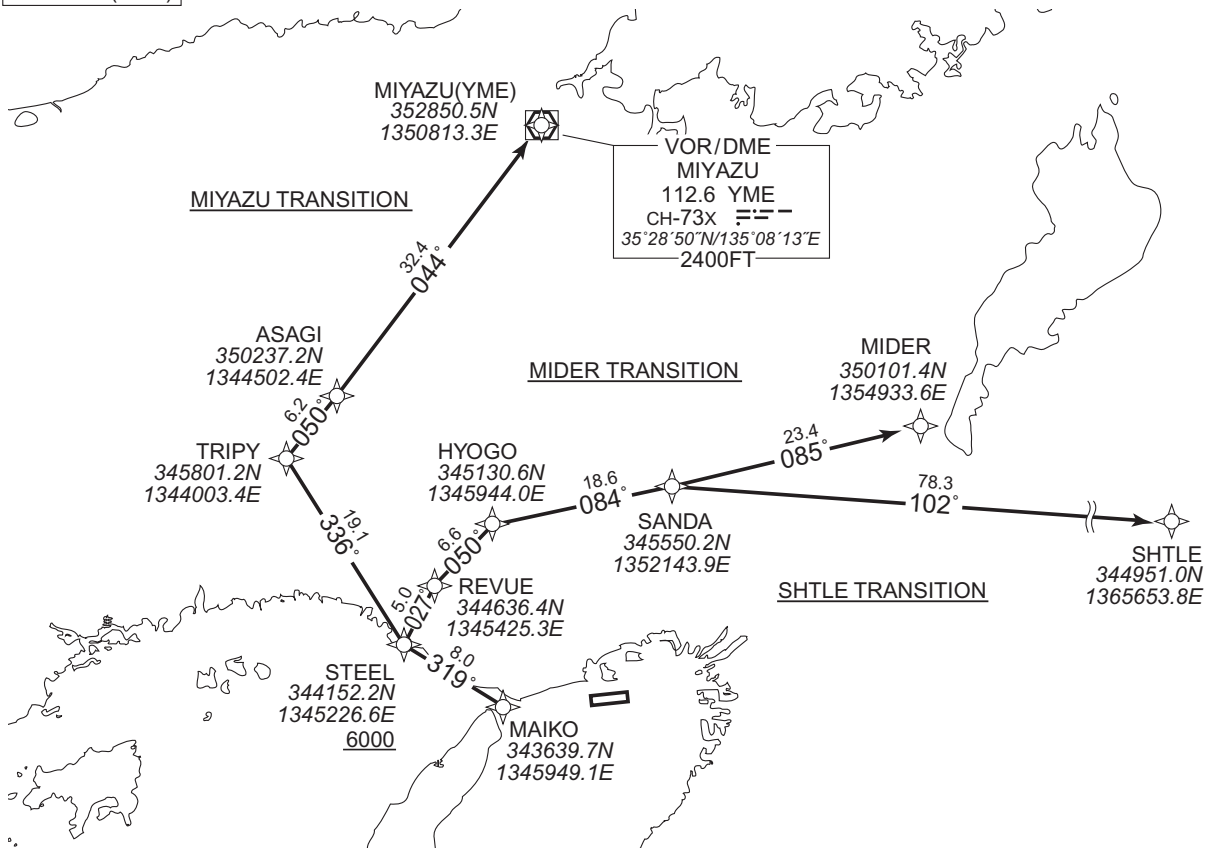 MIYAZU(YME)
352850.5N
1350813.3E
VOR/DME
MIYAZU
112.6 YME
CH-73X
35°28´50˝N/135°08´13˝E
2400FT
MIYAZU TRANSITION
32.4
044°
ASAGI
350237.2N
1344502.4E
6.2
050°
TRIPY
345801.2N
1344003.4E
MIDER TRANSITION
MIDER
350101.4N
1354933.6E
23.4
085°
HYOGO
345130.6N
1345944.0E
18.6
084°
78.3
102°
SANDA
345550.2N
1352143.9E
19.1
336°
6.6
050°
REVUE
344636.4N
1345425.3E
SHTLE
344951.0N
1365653.8E
SHTLE TRANSITION
5.0
027°
8.0
319°
STEEL
344152.2N
1345226.6E
6000
MAIKO
343639.7N
1345949.1E